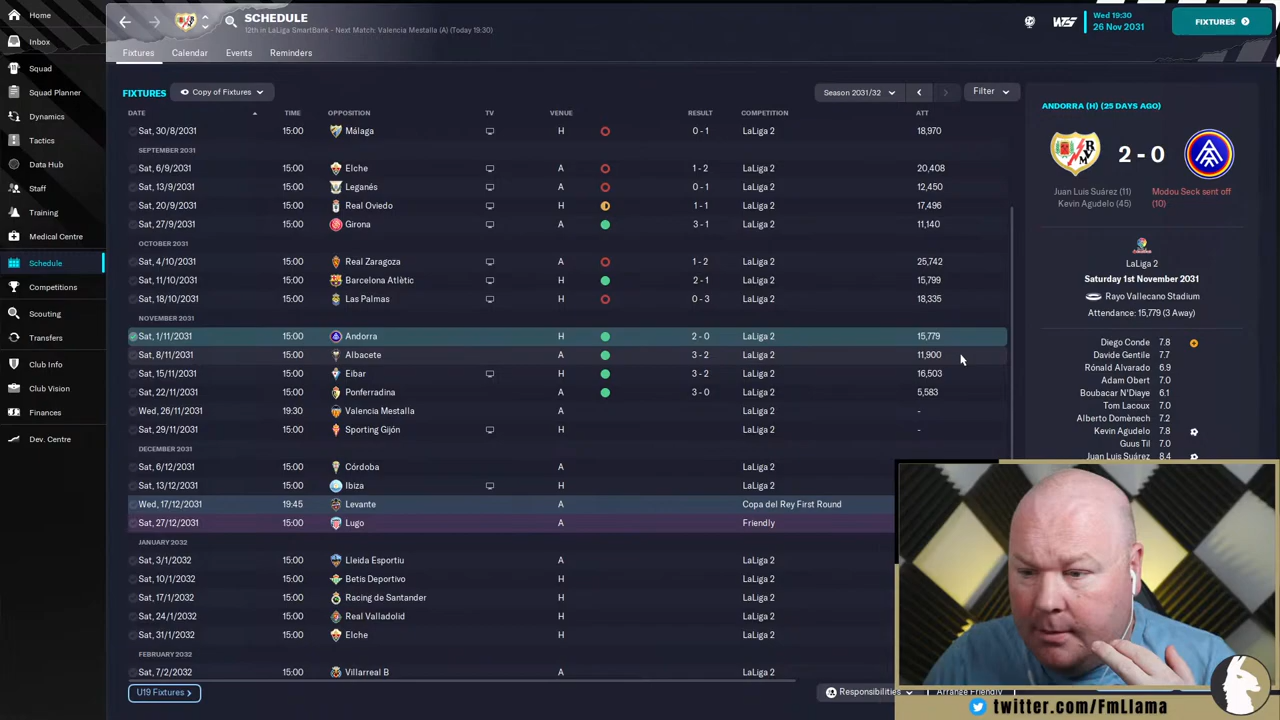 Home
Inbox
Squad
Squad Planner
Dynamics
Tactics
Data Hub
Staff
Training
Medical Centre
Schedule
Competitions
Scouting
Transfers
Club Info
Club Vision
Finances
Dev. Centre
SCHEDULE
12th in LaLiga SmartBank - Next Match: Valencia Mestalla (A) (Today 19:30)
Wed 19:30
26 Nov 2031
FIXTURES
Fixtures Calendar Events Reminders
FIXTURES Copy of Fixtures Season 2031/32 Filter
DATE TIME OPPOSITION TV VENUE RESULT COMPETITION ATT
Sat, 30/8/2031 15:00 Málaga H 0 - 1 LaLiga 2 18,970
SEPTEMBER 2031
Sat, 6/9/2031 15:00 Elche A 1 - 2 LaLiga 2 20,408
Sat, 13/9/2031 15:00 Leganés A 0 - 1 LaLiga 2 12,450
Sat, 20/9/2031 15:00 Real Oviedo H 1 - 1 LaLiga 2 17,496
Sat, 27/9/2031 15:00 Girona A 3 - 1 LaLiga 2 11,140
OCTOBER 2031
Sat, 4/10/2031 15:00 Real Zaragoza A 1 - 2 LaLiga 2 25,742
Sat, 11/10/2031 15:00 Barcelona Atlètic H 2 - 1 LaLiga 2 15,799
Sat, 18/10/2031 15:00 Las Palmas H 0 - 3 LaLiga 2 18,335
NOVEMBER 2031
Sat, 1/11/2031 15:00 Andorra H 2 - 0 LaLiga 2 15,779
Sat, 8/11/2031 15:00 Albacete A 3 - 2 LaLiga 2 11,900
Sat, 15/11/2031 15:00 Eibar H 3 - 2 LaLiga 2 16,503
Sat, 22/11/2031 15:00 Ponferradina A 3 - 0 LaLiga 2 5,583
Wed, 26/11/2031 19:30 Valencia Mestalla A LaLiga 2 -
Sat, 29/11/2031 15:00 Sporting Gijón H LaLiga 2 -
DECEMBER 2031
Sat, 6/12/2031 15:00 Córdoba A LaLiga 2
Sat, 13/12/2031 15:00 Ibiza H LaLiga 2
Wed, 17/12/2031 19:45 Levante A Copa del Rey First Round
Sat, 27/12/2031 15:00 Lugo A Friendly
JANUARY 2032
Sat, 3/1/2032 15:00 Lleida Esportiu A LaLiga 2
Sat, 10/1/2032 15:00 Betis Deportivo H LaLiga 2
Sat, 17/1/2032 15:00 Racing de Santander H LaLiga 2
Sat, 24/1/2032 15:00 Real Valladolid H LaLiga 2
Sat, 31/1/2032 15:00 Elche H LaLiga 2
FEBRUARY 2032
Sat, 7/2/2032 15:00 Villarreal B A LaLiga 2
U19 Fixtures
Responsibilities
Arrange Friendly
ANDORRA (H) (25 DAYS AGO)
2 - 0
Juan Luis Suárez (11)
Kevin Agudelo (45)
Modou Seck sent off
(10)
LaLiga 2
Saturday 1st November 2031
Rayo Vallecano Stadium
Attendance: 15,779 (3 Away)
Diego Conde 7.8
Davide Gentile 7.7
Rónald Alvarado 6.9
Adam Obert 7.0
Boubacar N'Diaye 6.1
Tom Lacoux 7.0
Alberto Domènech 7.2
Kevin Agudelo 7.8
Guus Til 7.0
Juan Luis Suárez 8.4
twitter.com/FmLlama